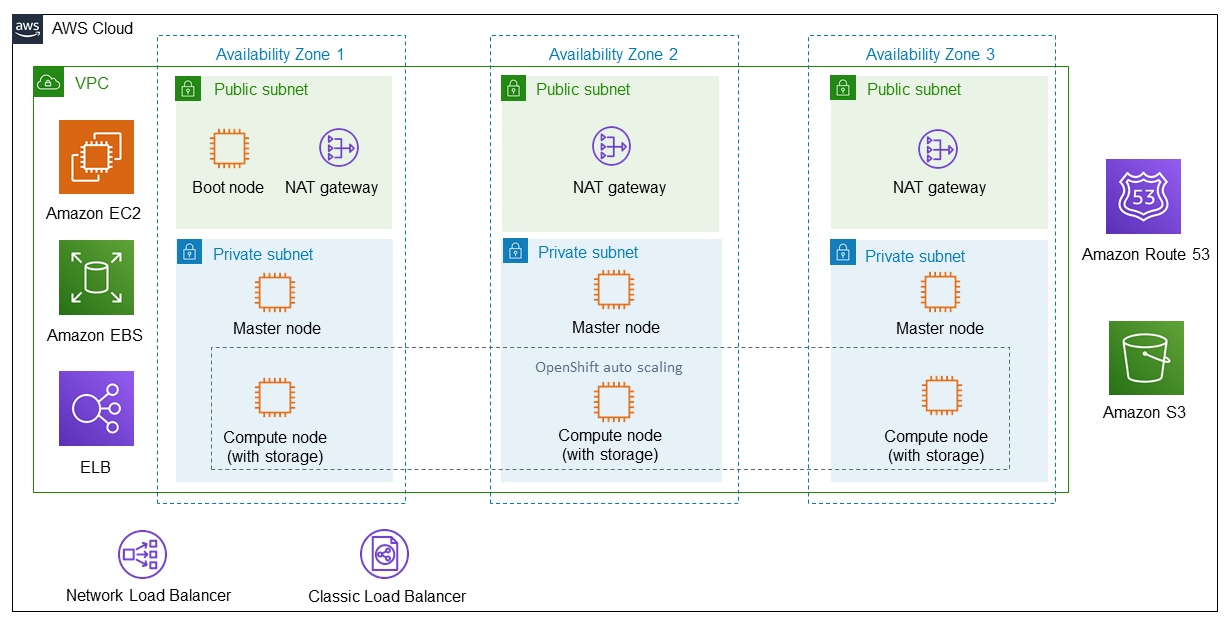 aws
AWS Cloud
Availability Zone 1
Availability Zone 2
Availability Zone 3
VPC
Public subnet
Public subnet
Public subnet
Boot node
NAT gateway
NAT gateway
NAT gateway
Amazon EC2
Private subnet
Private subnet
Private subnet
53
Amazon Route 53
Master node
Master node
Master node
Amazon EBS
OpenShift auto scaling
Compute node
(with storage)
Compute node
(with storage)
Compute node
(with storage)
Amazon S3
ELB
Network Load Balancer
Classic Load Balancer